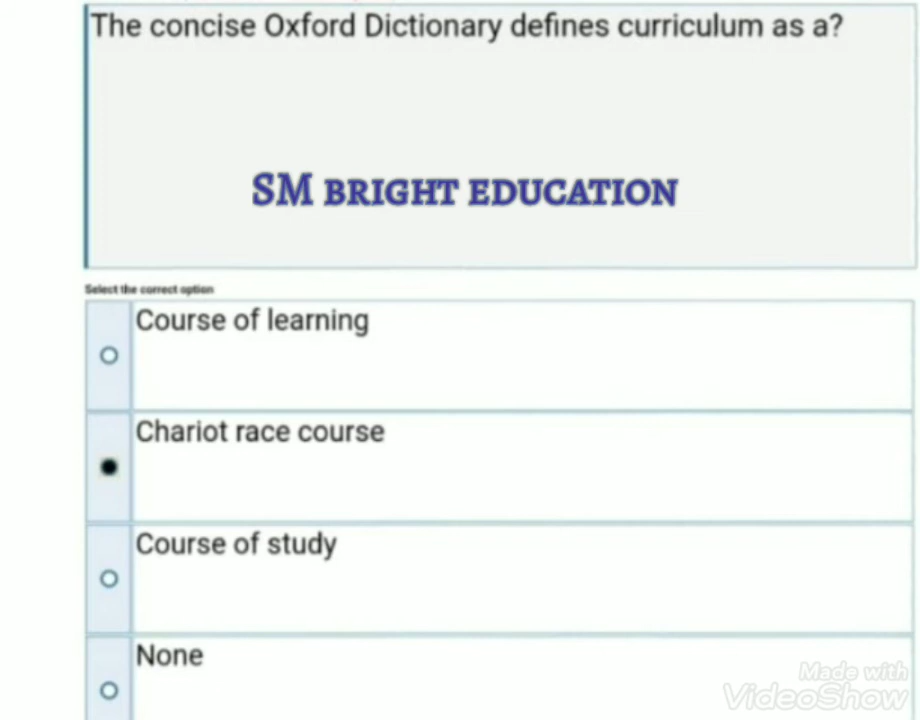 The concise Oxford Dictionary defines curriculum as a?
SM BRIGHT EDUCATION
Select the correct option
Course of learning
Chariot race course
Course of study
None
Made with
VideoShow